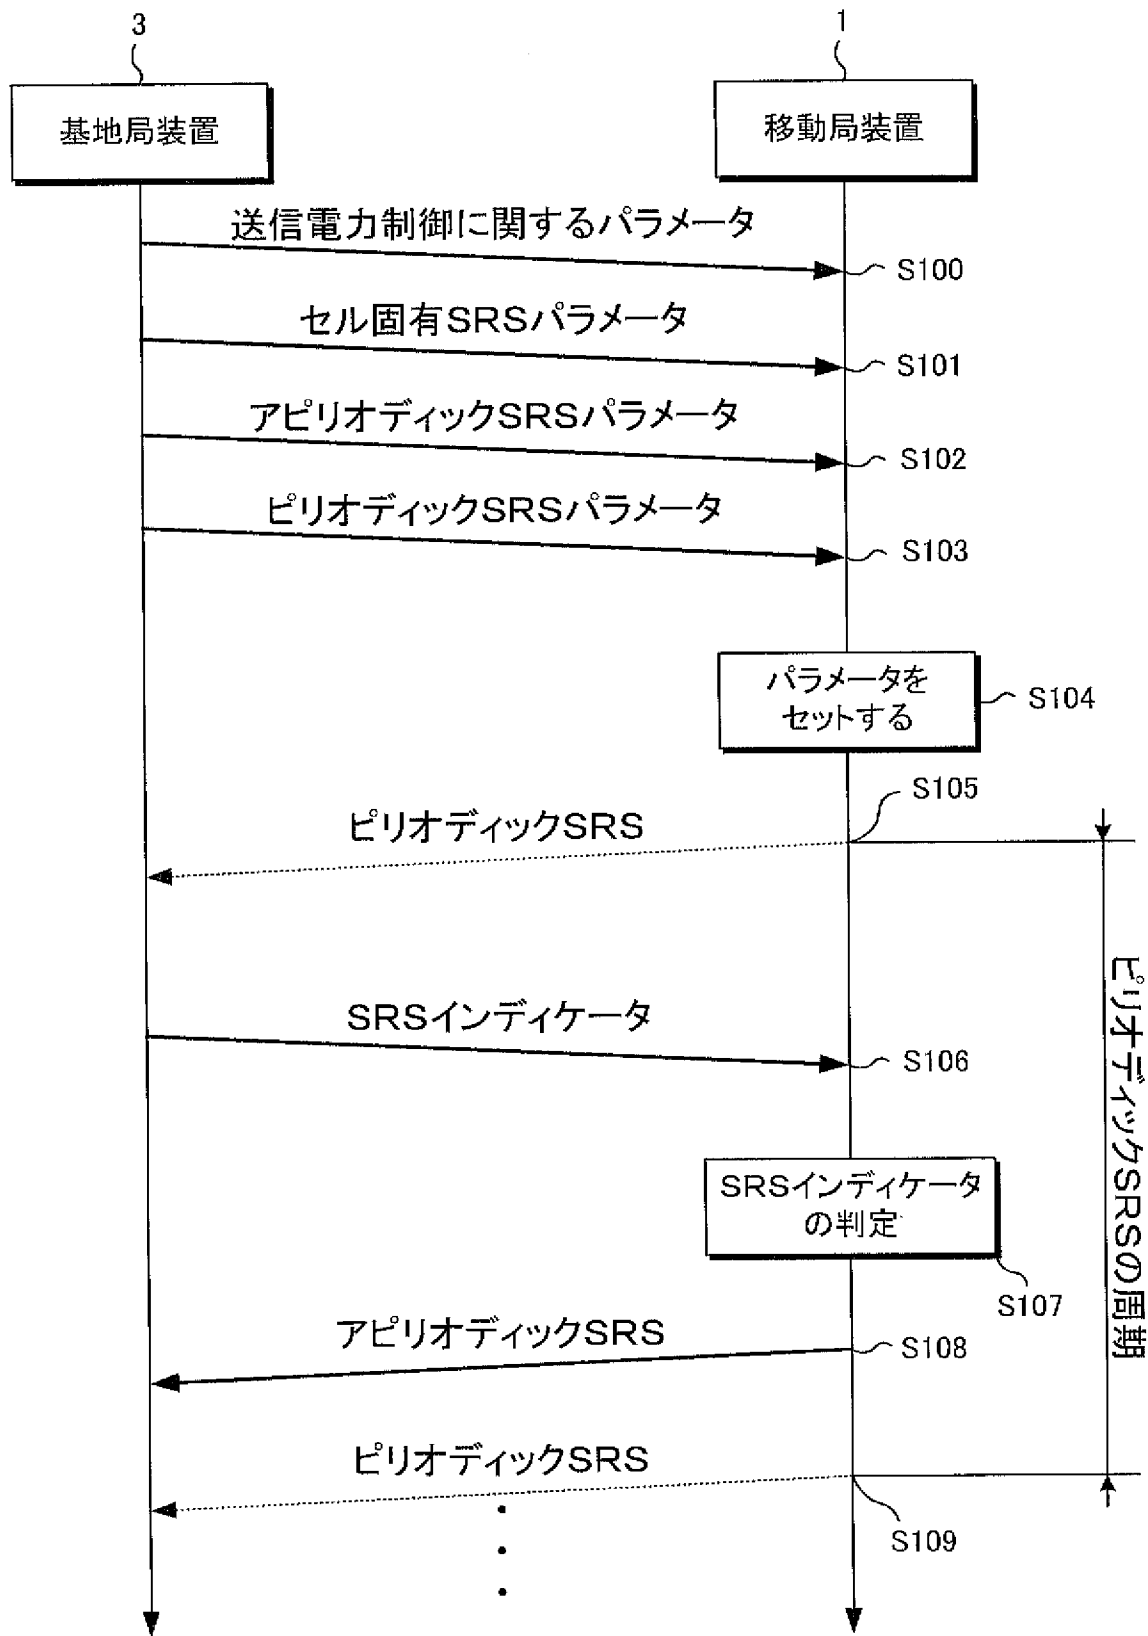 3
1
基地局装置
移動局装置
送信電力制御に関するパラメータ
S100
セル固有SRSパラメータ
S101
アピリオディックSRSパラメータ
S102
ピリオディックSRSパラメータ
S103
パラメータを
セットする
S104
S105
ピリオディックSRS
SRSインディケータ
S106
ピリオディックSRSの周期
SRSインディケータ
の判定
S107
アピリオディックSRS
S108
ピリオディックSRS
S109